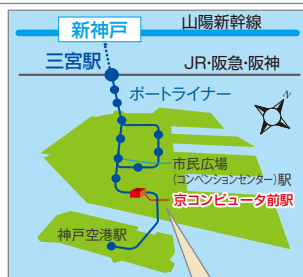 山陽新幹線
新神戸
三宮駅
JR・阪急・阪神
ポートライナー
N
市民広場
(コンベンションセンター)駅
京コンピュータ前駅
神戸空港駅